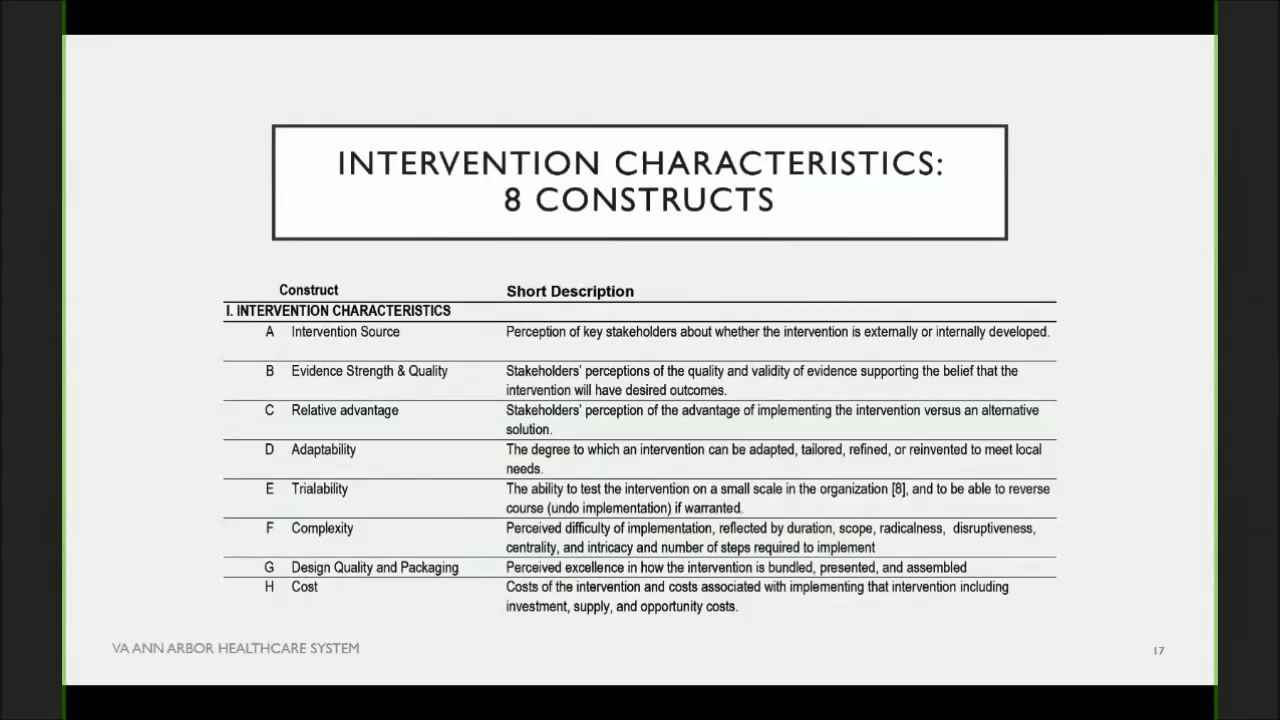 INTERVENTION CHARACTERISTICS:
8 CONSTRUCTS
Construct Short Description
I. INTERVENTION CHARACTERISTICS
A Intervention Source Perception of key stakeholders about whether the intervention is externally or internally developed.
B Evidence Strength & Quality Stakeholders' perceptions of the quality and validity of evidence supporting the belief that the
intervention will have desired outcomes.
C Relative advantage Stakeholders' perception of the advantage of implementing the intervention versus an alternative
solution.
D Adaptability The degree to which an intervention can be adapted, tailored, refined, or reinvented to meet local
needs.
E Trialability The ability to test the intervention on a small scale in the organization [8], and to be able to reverse
course (undo implementation) if warranted.
F Complexity Perceived difficulty of implementation, reflected by duration, scope, radicalness, disruptiveness,
centrality, and intricacy and number of steps required to implement
G Design Quality and Packaging Perceived excellence in how the intervention is bundled, presented, and assembled
H Cost Costs of the intervention and costs associated with implementing that intervention including
investment, supply, and opportunity costs.
VA ANN ARBOR HEALTHCARE SYSTEM 17